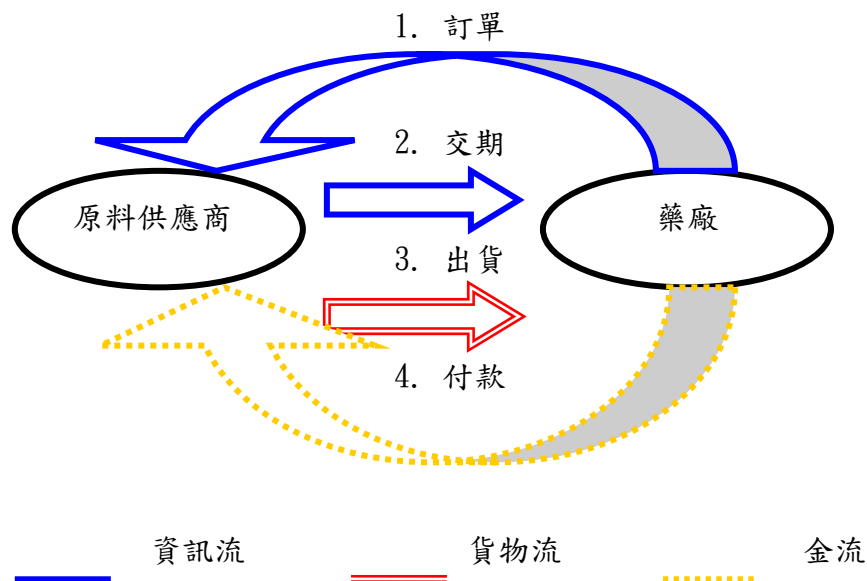 1. 訂單
2. 交期
原料供應商
藥廠
3. 出貨
4. 付款
資訊流
貨物流
金流